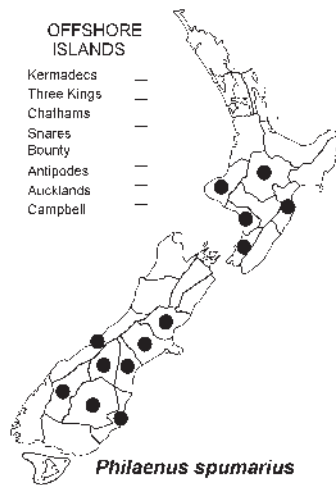 OFFSHORE
ISLANDS
Kermadecs —
Three Kings —
Chathams —
Snares —
Bounty
Antipodes —
Aucklands —
Campbell —
Philaenus spumarius